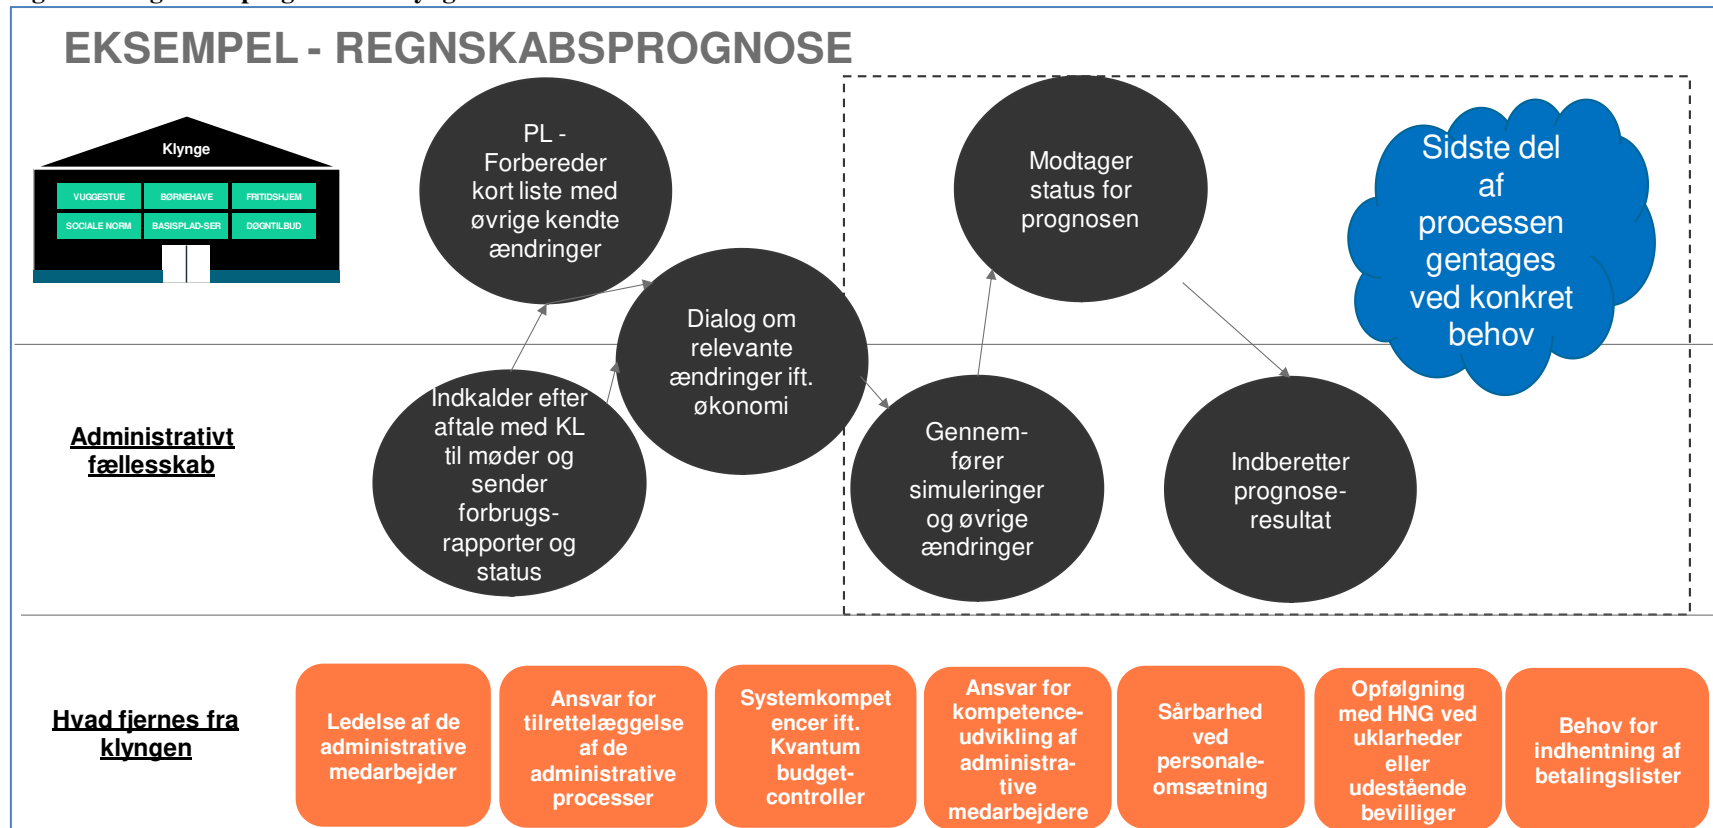 EKSEMPEL - REGNSKABSPROGNOSE
Klynge
VUGGESTUE
BØRNEHAVE
FRITIDSHJEM
SOCIALE NORM
BASISPLAD-SER
DØGNTILBUD
PL -
Forbereder
kort liste med
øvrige kendte
ændringer
Modtager
status for
prognosen
Sidste del
af
processen
gentages
ved konkret
behov
Dialog om
relevante
ændringer ift.
økonomi
Administrativt
fællesskab
Indkalder efter
aftale med KL
til møder og
sender
forbrugs-
rapporter og
status
Gennem-
fører
simuleringer
og øvrige
ændringer
Indberetter
prognose-
resultat
Hvad fjernes fra
klyngen
Ledelse af de
administrative
medarbejder
Ansvar for
tilrettelæggelse
af de
administrative
processer
Systemkompet
encer ift.
Kvantum
budget-
controller
Ansvar for
kompetence-
udvikling af
administra-
tive
medarbejdere
Sårbarhed
ved
personale-
omsætning
Opfølgning
med HNG ved
uklarheder
eller
udestående
bevilliger
Behov for
indhentning af
betalingslister